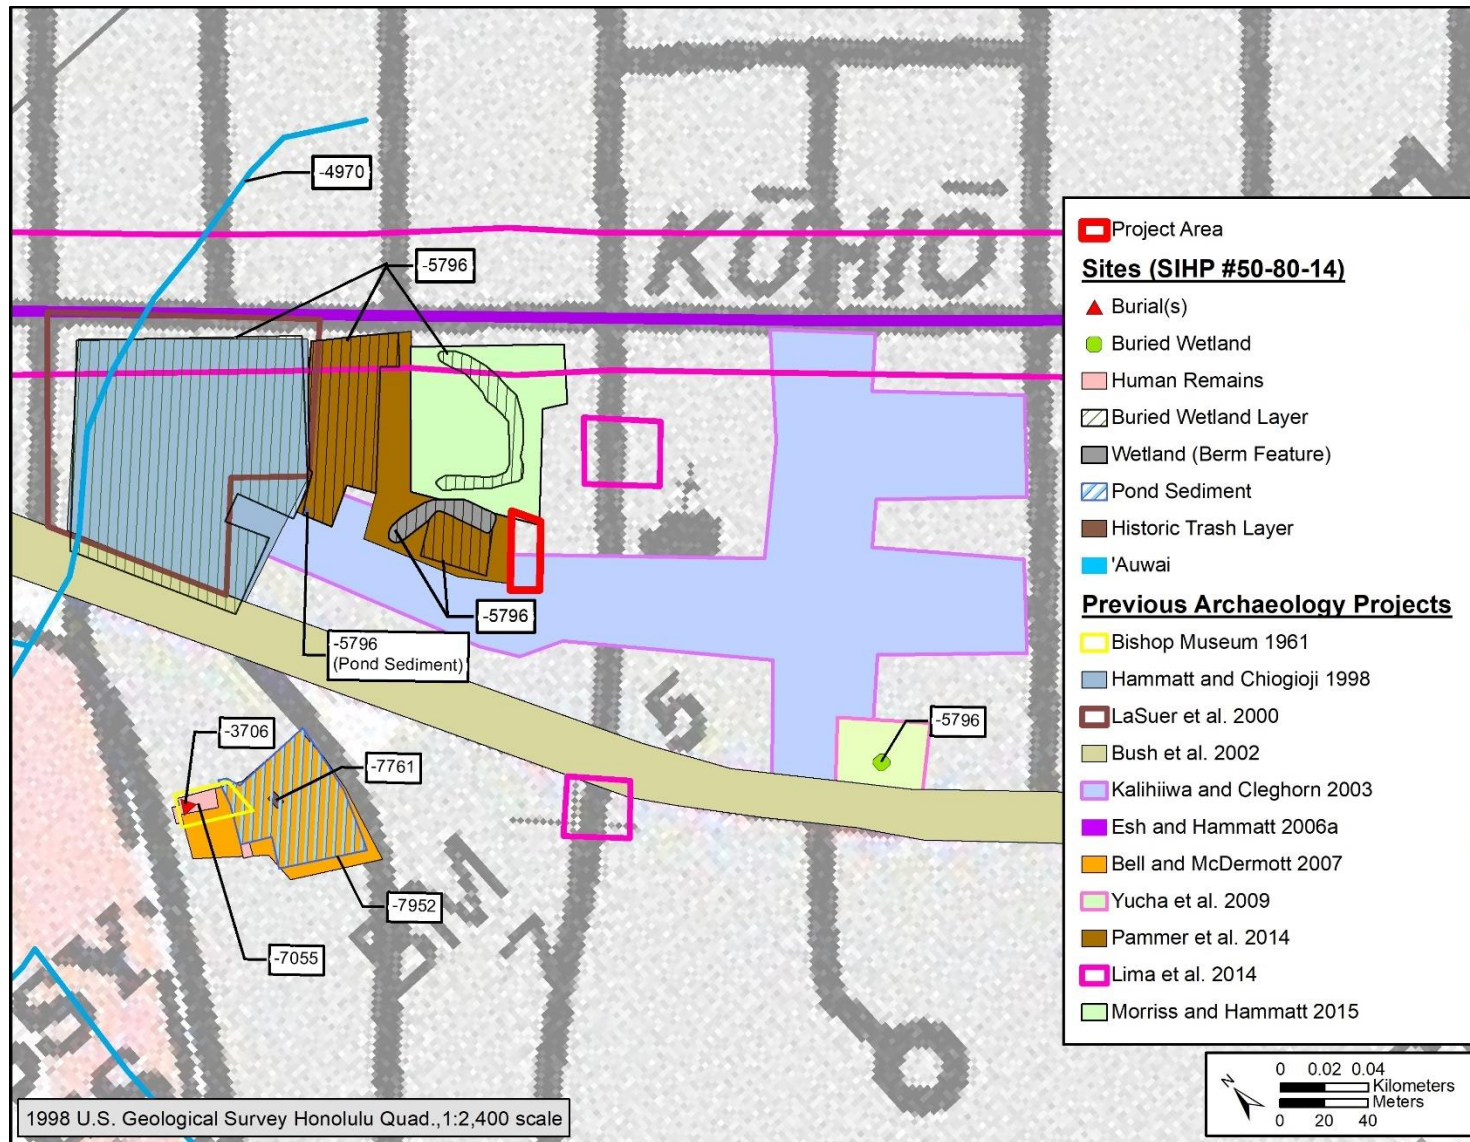 -4970
KŪHIŌ
-5796
-5796
-5796
(Pond Sediment)
5
-5796
-3706
-7761
-7952
-7055
BM
7
Project Area
Sites (SIHP #50-80-14)
Burial(s)
Buried Wetland
Human Remains
Buried Wetland Layer
Wetland (Berm Feature)
Pond Sediment
Historic Trash Layer
'Auwai
Previous Archaeology Projects
Bishop Museum 1961
Hammatt and Chiogioji 1998
LaSuer et al. 2000
Bush et al. 2002
Kalihiiwa and Cleghorn 2003
Esh and Hammatt 2006a
Bell and McDermott 2007
Yucha et al. 2009
Pammer et al. 2014
Lima et al. 2014
Morriss and Hammatt 2015
N
0 0.02 0.04
Kilometers
Meters
0 20 40
1998 U.S. Geological Survey Honolulu Quad.,1:2,400 scale